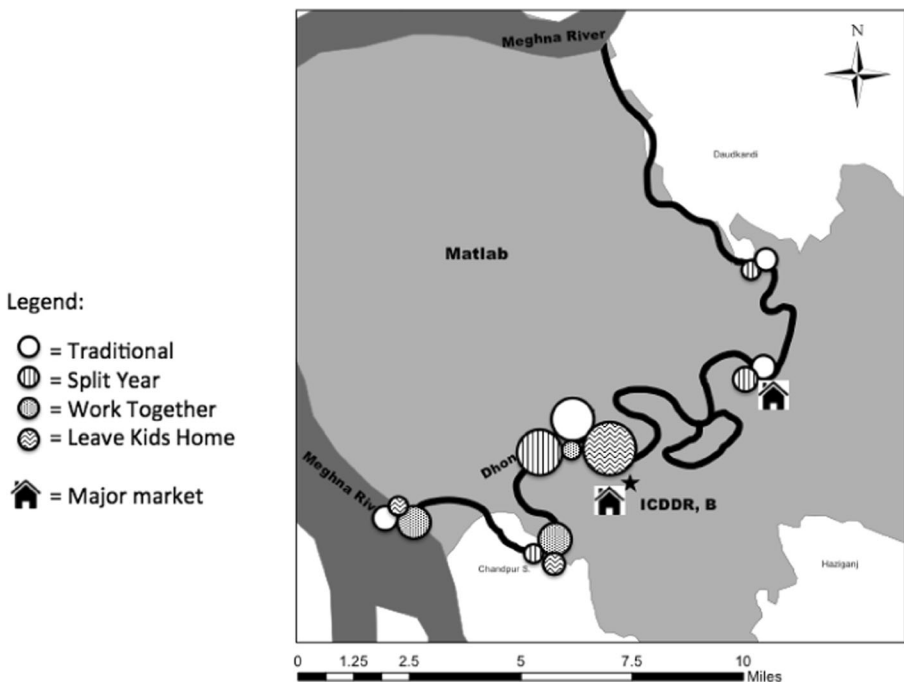 Meghna River
N
Daudkandi
Matlab
Legend:
= Traditional
= Split Year
= Work Together
= Leave Kids Home
= Major market
Dhon
Meghna Riv
ICDDR, B
Chandpur S.
Haziganj
0 1.25 2.5 5 7.5 10
Miles